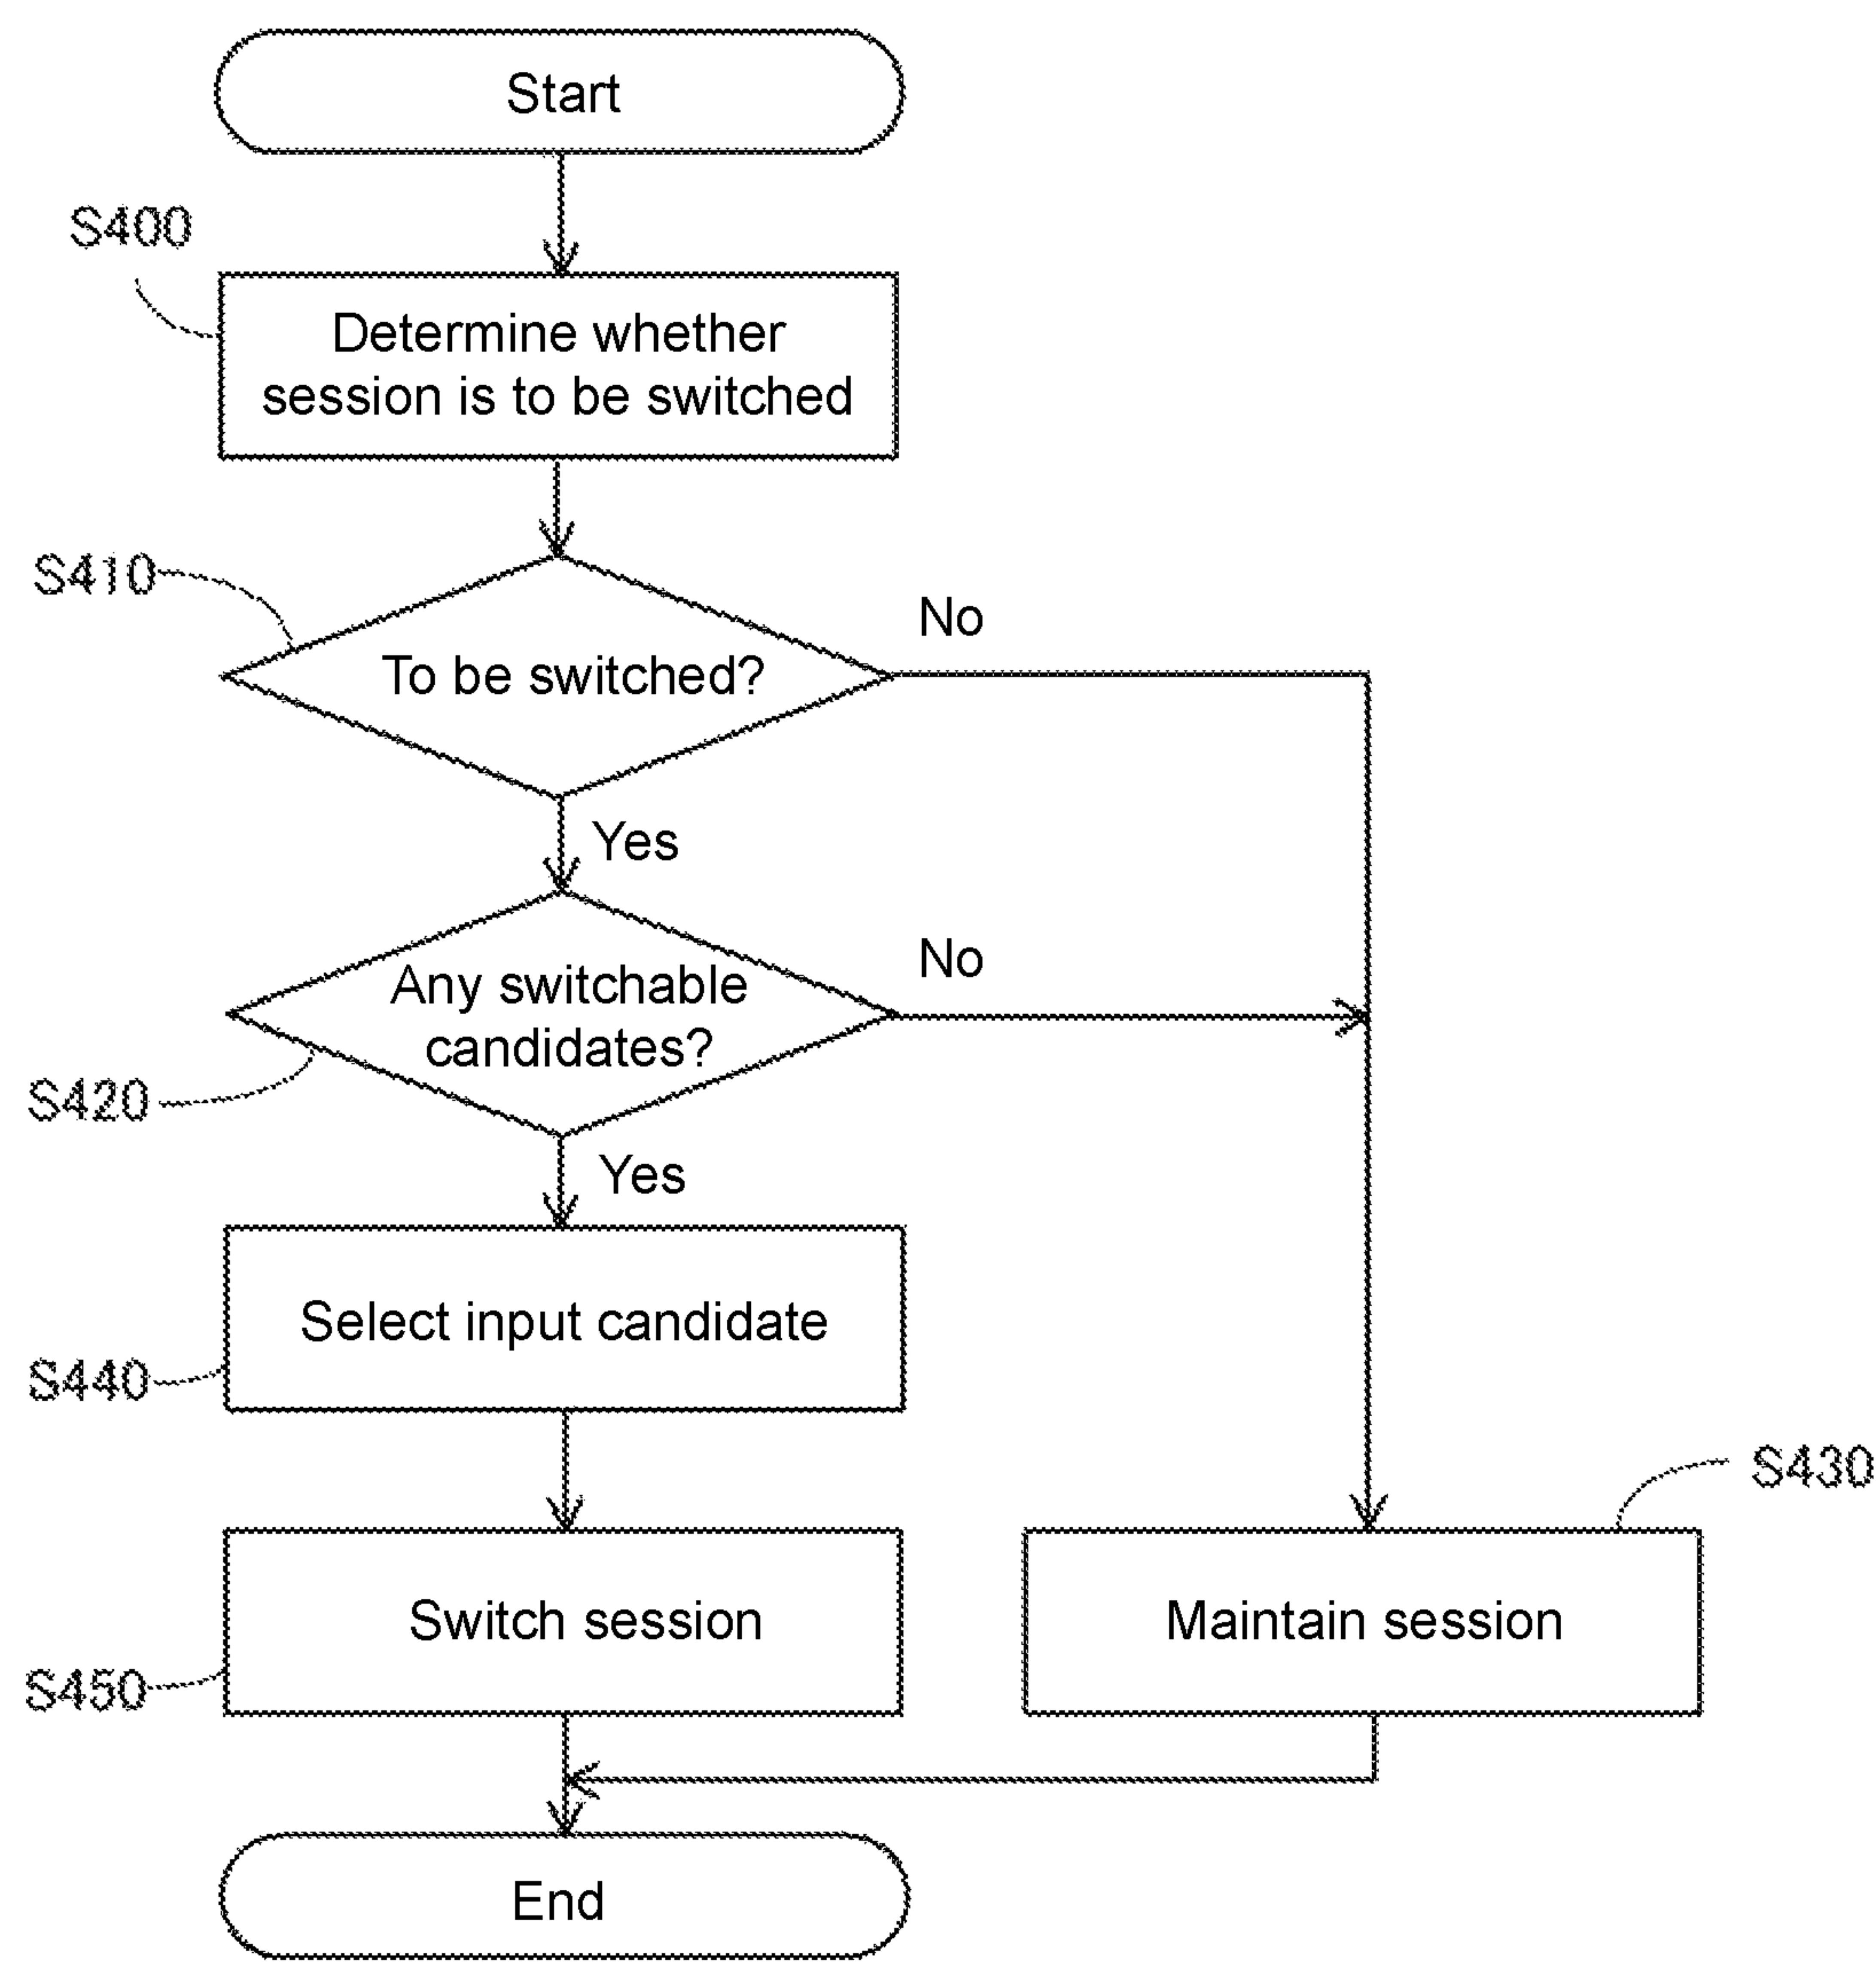 Start
S400
Determine whether
session is to be switched
S410
To be switched?
No
Yes
Any switchable
candidates?
No
S420
Yes
Select input candidate
S440
S430
Switch session
Maintain session
S450
End